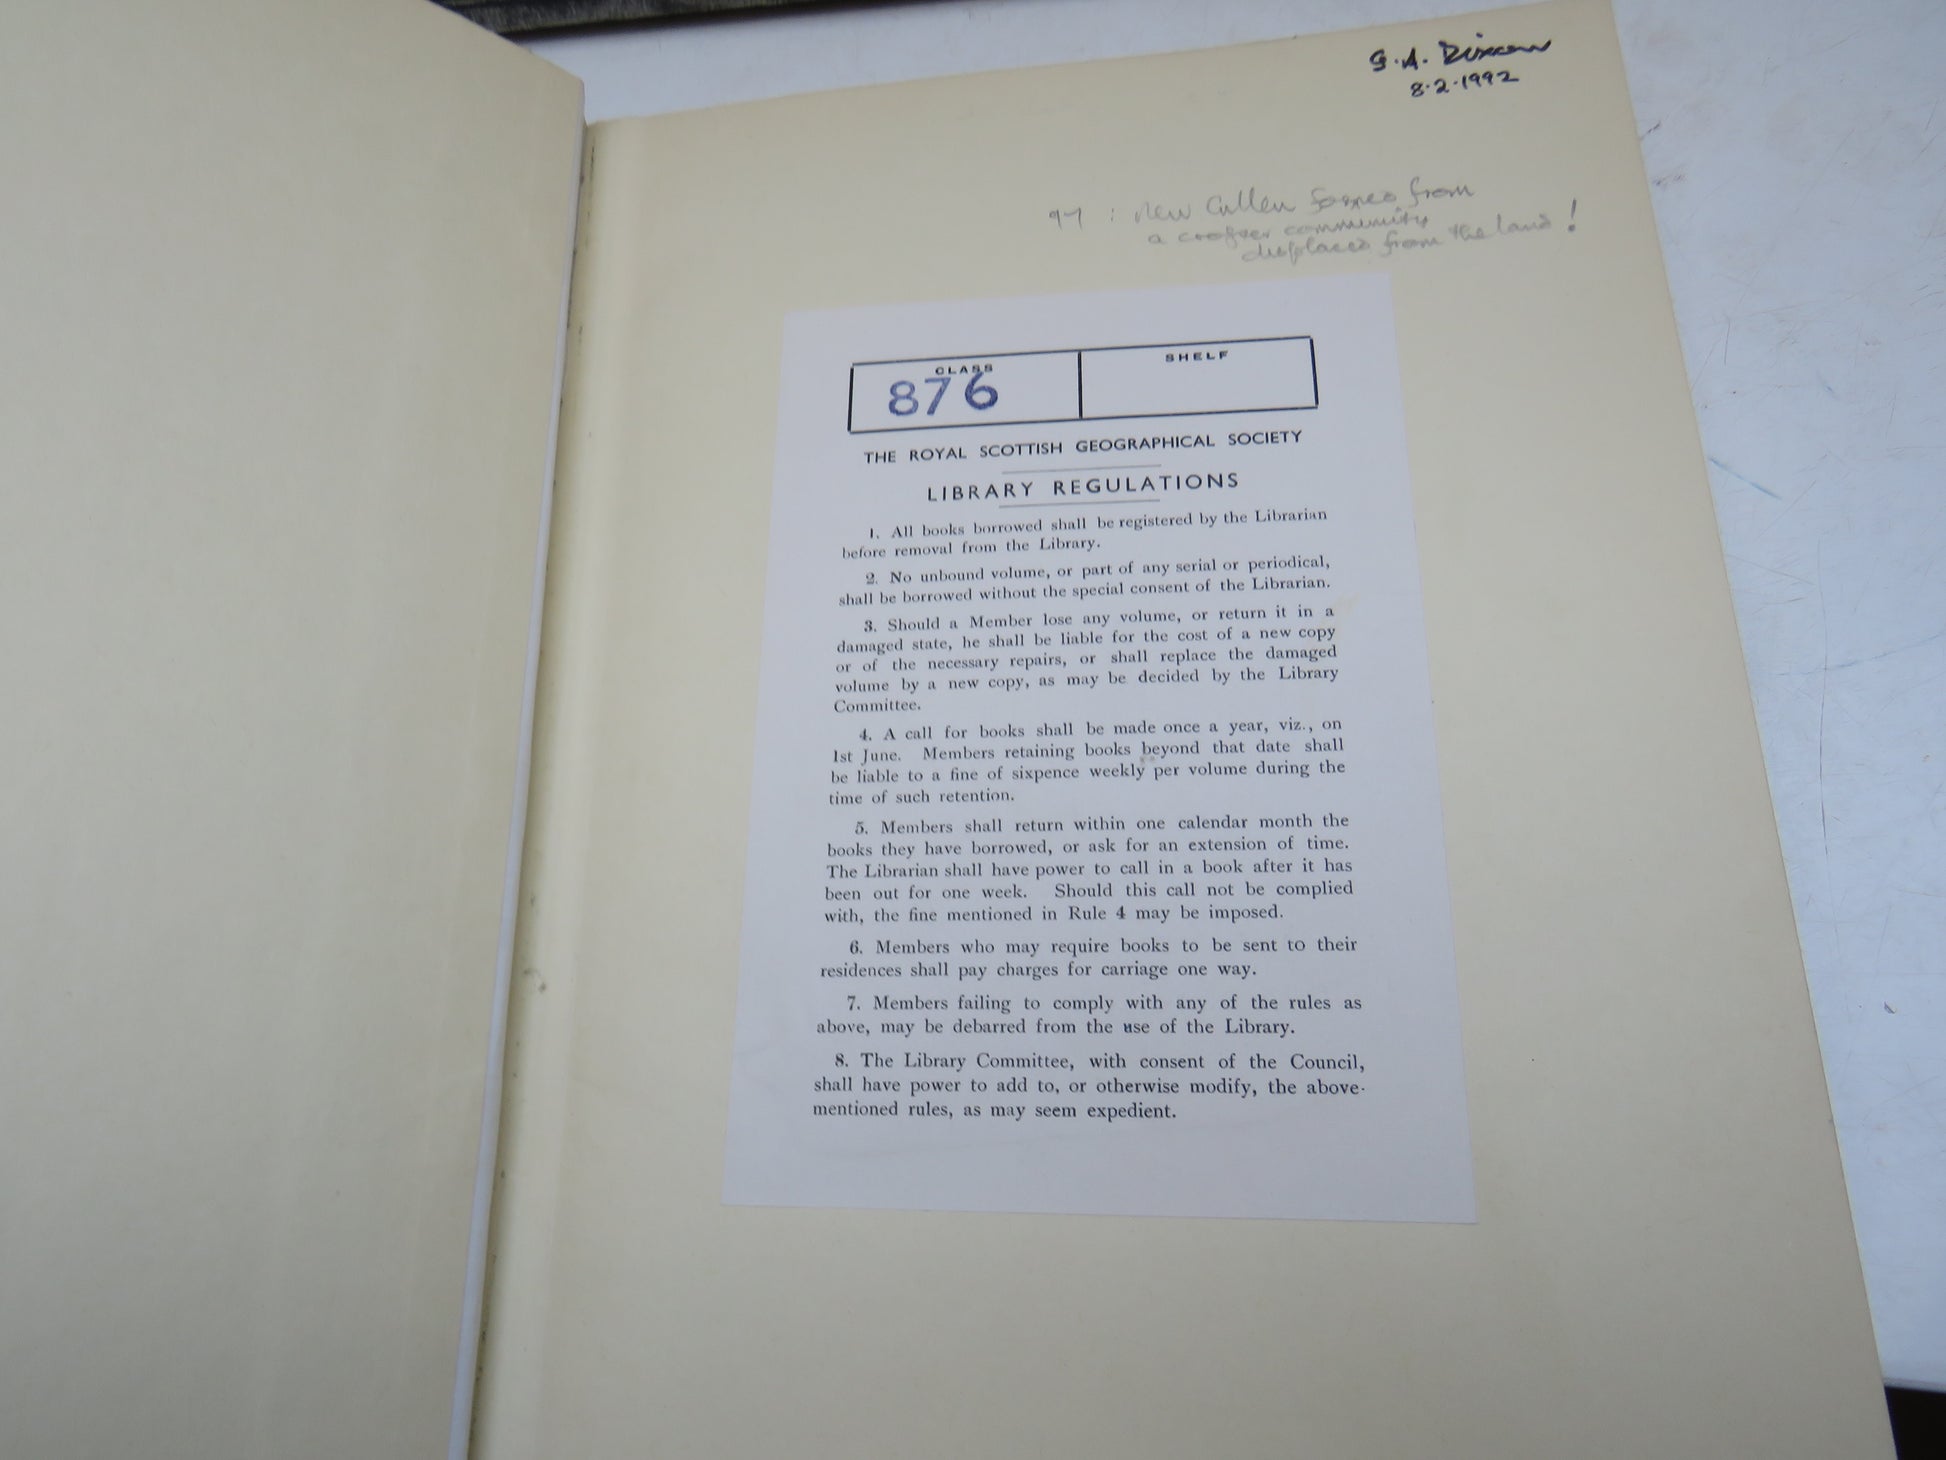 G. A. Dixon
8.2.1992
97 : New Cullen formed from
a crofter community
displaced from the land!
CLASS
SHELF
876
THE ROYAL SCOTTISH GEOGRAPHICAL SOCIETY
LIBRARY REGULATIONS
1. All books borrowed shall be registered by the Librarian
before removal from the Library.
2. No unbound volume, or part of any serial or periodical,
shall be borrowed without the special consent of the Librarian.
3. Should a Member lose any volume, or return it in a
damaged state, he shall be liable for the cost of a new copy
or of the necessary repairs, or shall replace the damaged
volume by a new copy, as may be decided by the Library
Committee.
4. A call for books shall be made once a year, viz., on
1st June. Members retaining books beyond that date shall
be liable to a fine of sixpence weekly per volume during the
time of such retention.
5. Members shall return within one calendar month the
books they have borrowed, or ask for an extension of time.
The Librarian shall have power to call in a book after it has
been out for one week. Should this call not be complied
with, the fine mentioned in Rule 4 may be imposed.
6. Members who may require books to be sent to their
residences shall pay charges for carriage one way.
7. Members failing to comply with any of the rules as
above, may be debarred from the use of the Library.
8. The Library Committee, with consent of the Council,
shall have power to add to, or otherwise modify, the above-
mentioned rules, as may seem expedient.